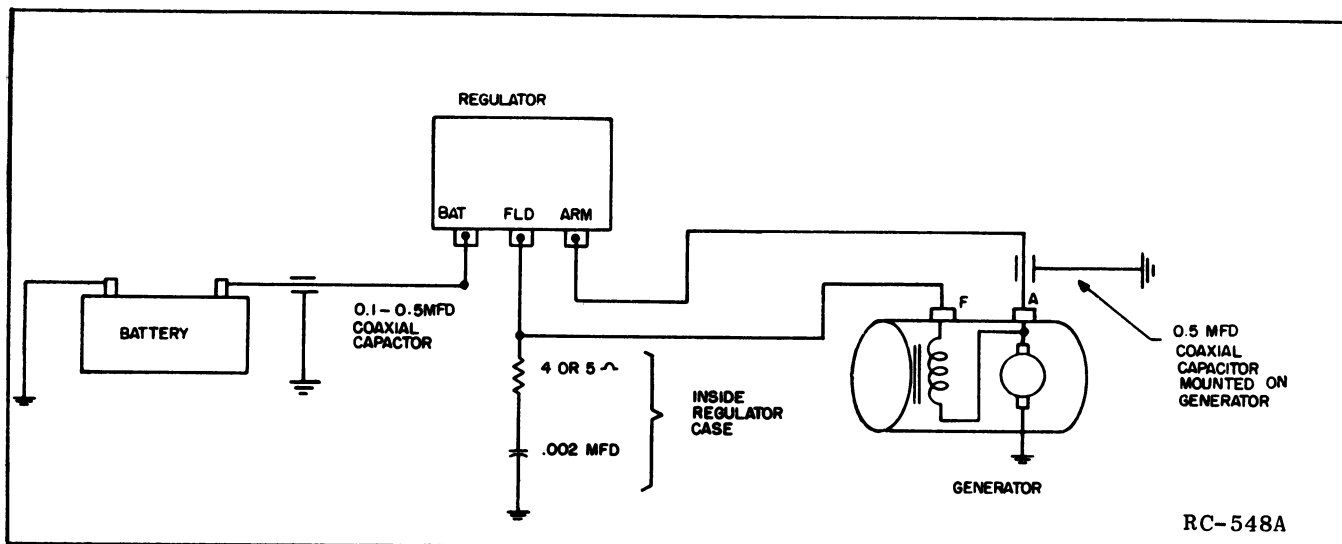 REGULATOR
BAT FLD ARM
BATTERY
0.1-0.5MFD
COAXIAL
CAPACTOR
4 OR 5
.002 MFD
INSIDE
REGULATOR
CASE
F A
0.5 MFD
COAXIAL
CAPACITOR
MOUNTED ON
GENERATOR
GENERATOR
RC-548A